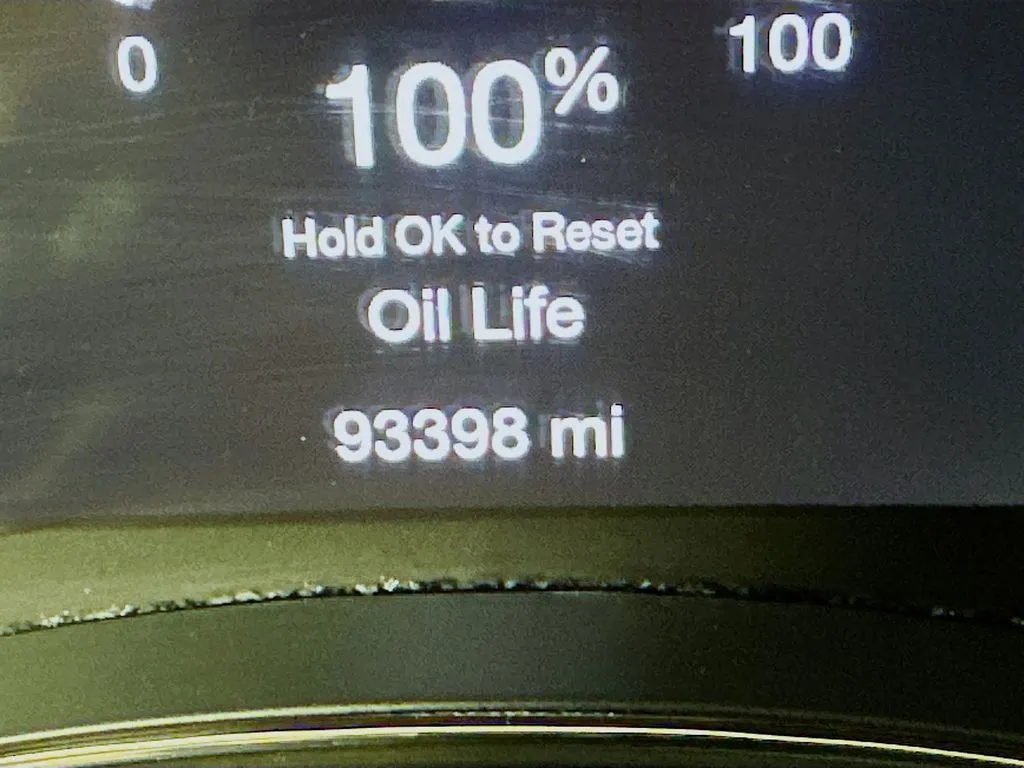 0 100% 100
Hold OK to Reset
Oil Life
93398 mi